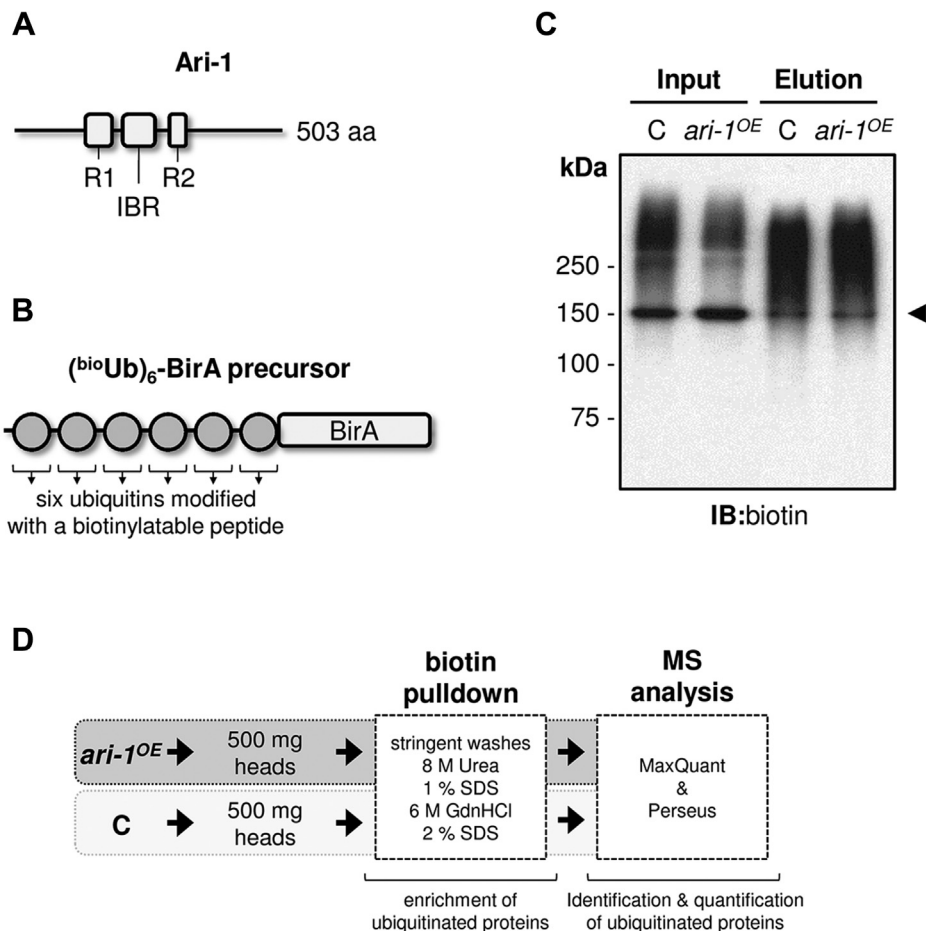 A
Ari-1
503 aa
R1
R2
IBR
B
(bioUb)6-BirA precursor
BirA
six ubiquitins modified
with a biotinylatable peptide
C
Input Elution
C ari-1OE C ari-1OE
kDa
250 -
150 -
100 -
75 -
IB:biotin
D
biotin
pulldown
MS
analysis
ari-1OE
500 mg
heads
C
500 mg
heads
stringent washes
8 M Urea
1 % SDS
6 M GdnHCl
2 % SDS
MaxQuant
&
Perseus
enrichment of
ubiquitinated proteins
Identification & quantification
of ubiquitinated proteins